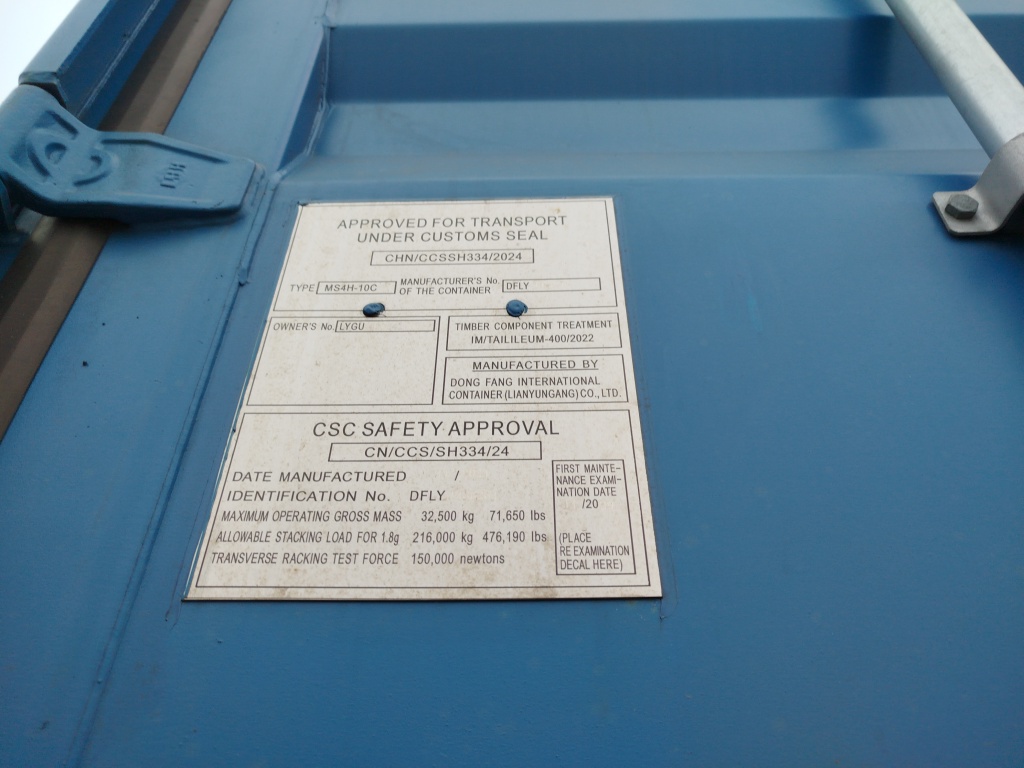 APPROVED FOR TRANSPORT
UNDER CUSTOMS SEAL
CHN/CCSSH334/2024
TYPE MS4H-10C MANUFACTURER'S No. OF THE CONTAINER DFLY
OWNER'S No. LYGU
TIMBER COMPONENT TREATMENT
IM/TAILILEUM-400/2022
MANUFACTURED BY
DONG FANG INTERNATIONAL
CONTAINER (LIANYUNGANG) CO., LTD.
CSC SAFETY APPROVAL
CN/CCS/SH334/24
DATE MANUFACTURED /
IDENTIFICATION No. DFLY
MAXIMUM OPERATING GROSS MASS 32,500 kg 71,650 lbs
ALLOWABLE STACKING LOAD FOR 1.8g 216,000 kg 476,190 lbs
TRANSVERSE RACKING TEST FORCE 150,000 newtons
FIRST MAINTE-
NANCE EXAMI-
NATION DATE
/20
(PLACE
RE EXAMINATION
DECAL HERE)